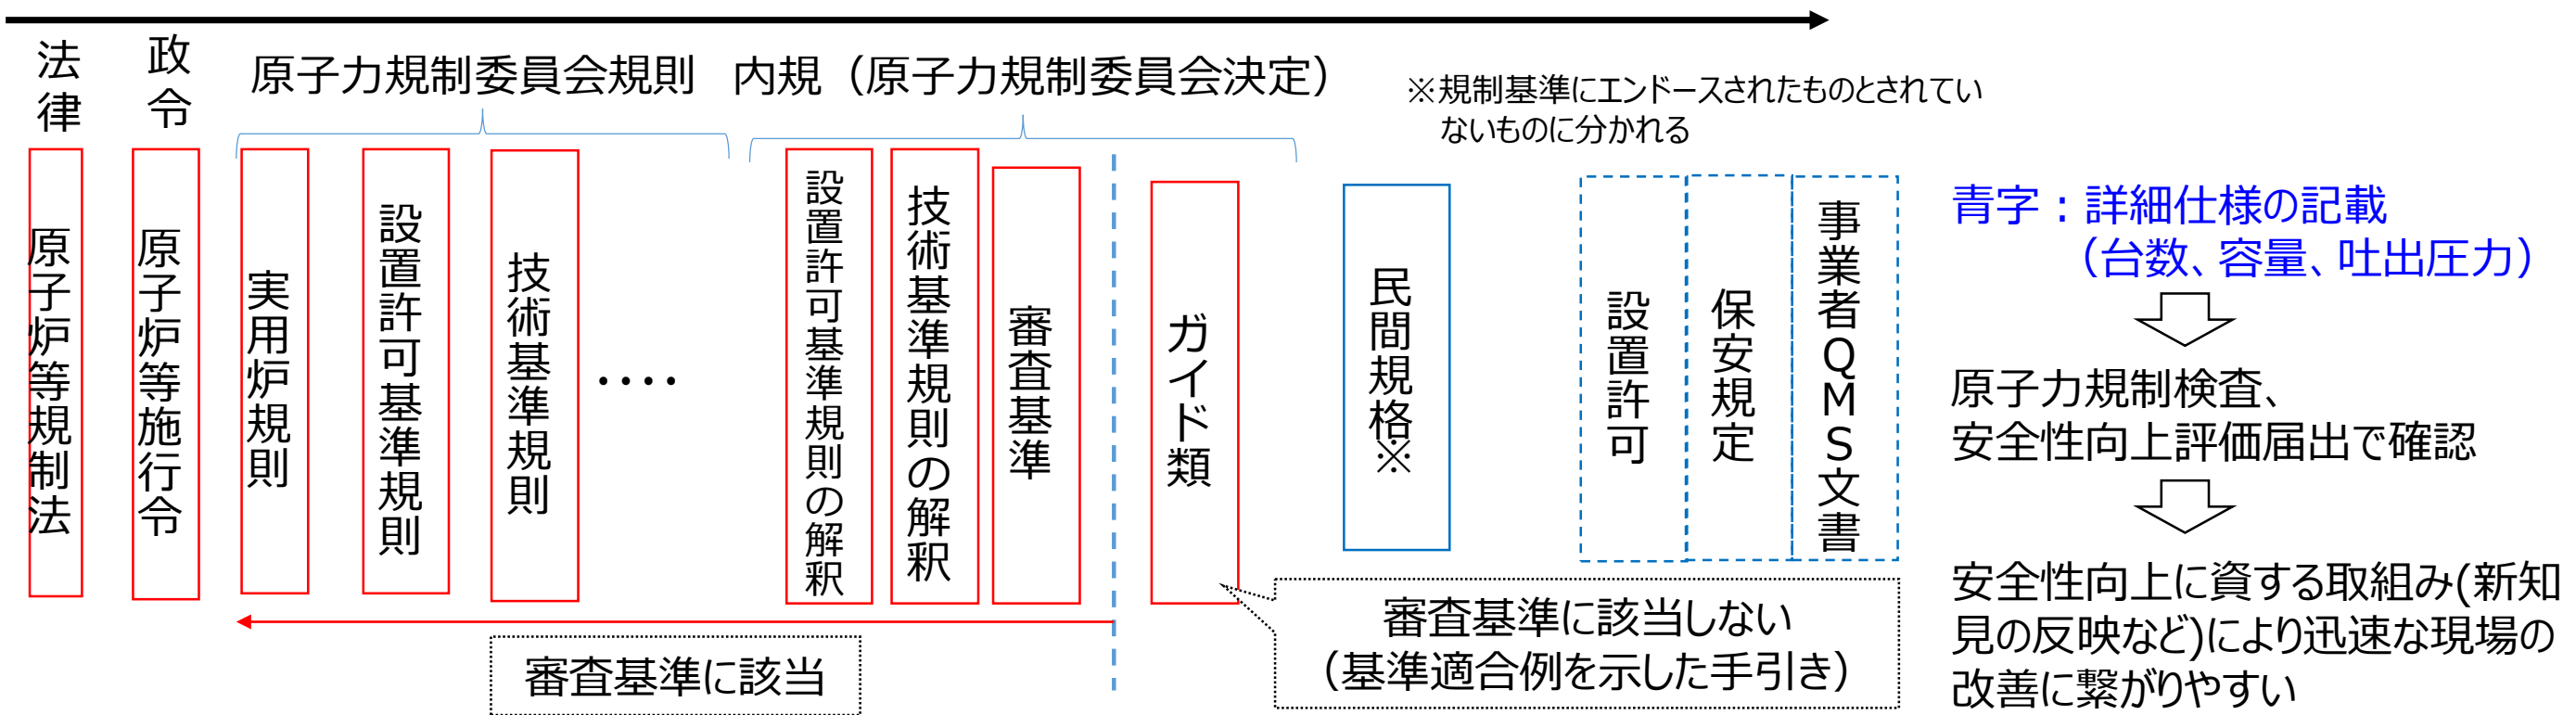 法律
政令
原子力規制委員会規則
内規（原子力規制委員会決定）
※規制基準にエンドースされたものとされてい
ないものに分かれる
原子炉等規制法
原子炉等施行令
実用炉規則
設置許可基準規則
技術基準規則
････
設置許可基準規則の解釈
技術基準規則の解釈
審査基準
ガイド類
民間規格※
設置許可
保安規定
事業者ＱＭＳ文書
審査基準に該当
審査基準に該当しない
（基準適合例を示した手引き）
青字：詳細仕様の記載
（台数、容量、吐出圧力）
原子力規制検査、
安全性向上評価届出で確認
安全性向上に資する取組み(新知
見の反映など)により迅速な現場の
改善に繋がりやすい